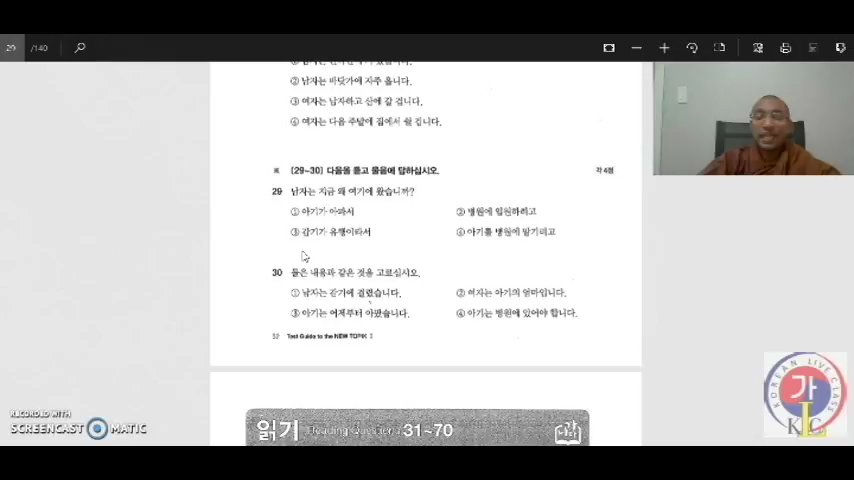 29 /140
② 남자는 바닷가에 자주 옵니다.
③ 여자는 남자하고 산에 갈 겁니다.
④ 여자는 다음 주말에 집에서 쉴 겁니다.
※ [29~30] 다음을 듣고 물음에 답하십시오. 각 4점
29 남자는 지금 왜 여기에 왔습니까?
① 아기가 아파서 ② 병원에 입원하려고
③ 감기가 유행이라서 ④ 아기를 병원에 맡기려고
30 들은 내용과 같은 것을 고르십시오.
① 남자는 감기에 걸렸습니다. ② 여자는 아기의 엄마입니다.
③ 아기는 어제부터 아팠습니다. ④ 아기는 병원에 있어야 합니다.
52 Test Guide to the NEW TOPIK I
읽기 Reading Questions 31~70
RECORDED WITH
SCREENCAST MATIC
KOREAN LIVE CLASS
가
K L C